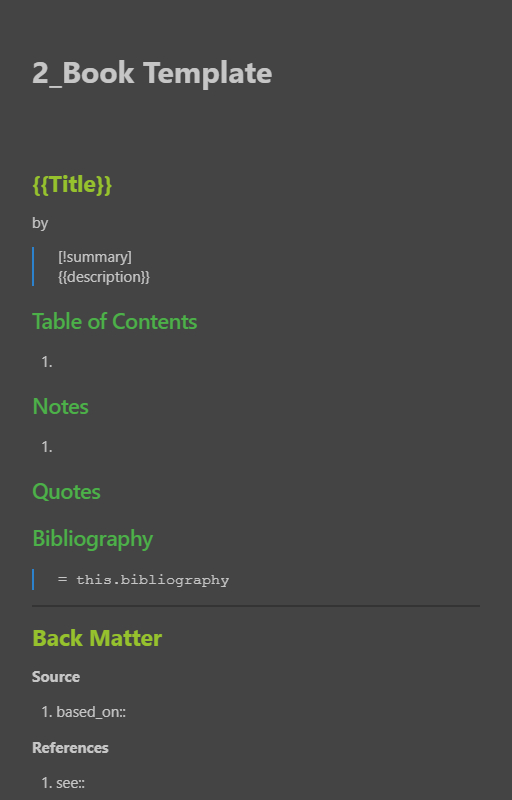 2_Book Template
{{Title}}
by
[!summary]
{{description}}
Table of Contents
1.
Notes
1.
Quotes
Bibliography
= this.bibliography
Back Matter
Source
1. based_on::
References
1. see::